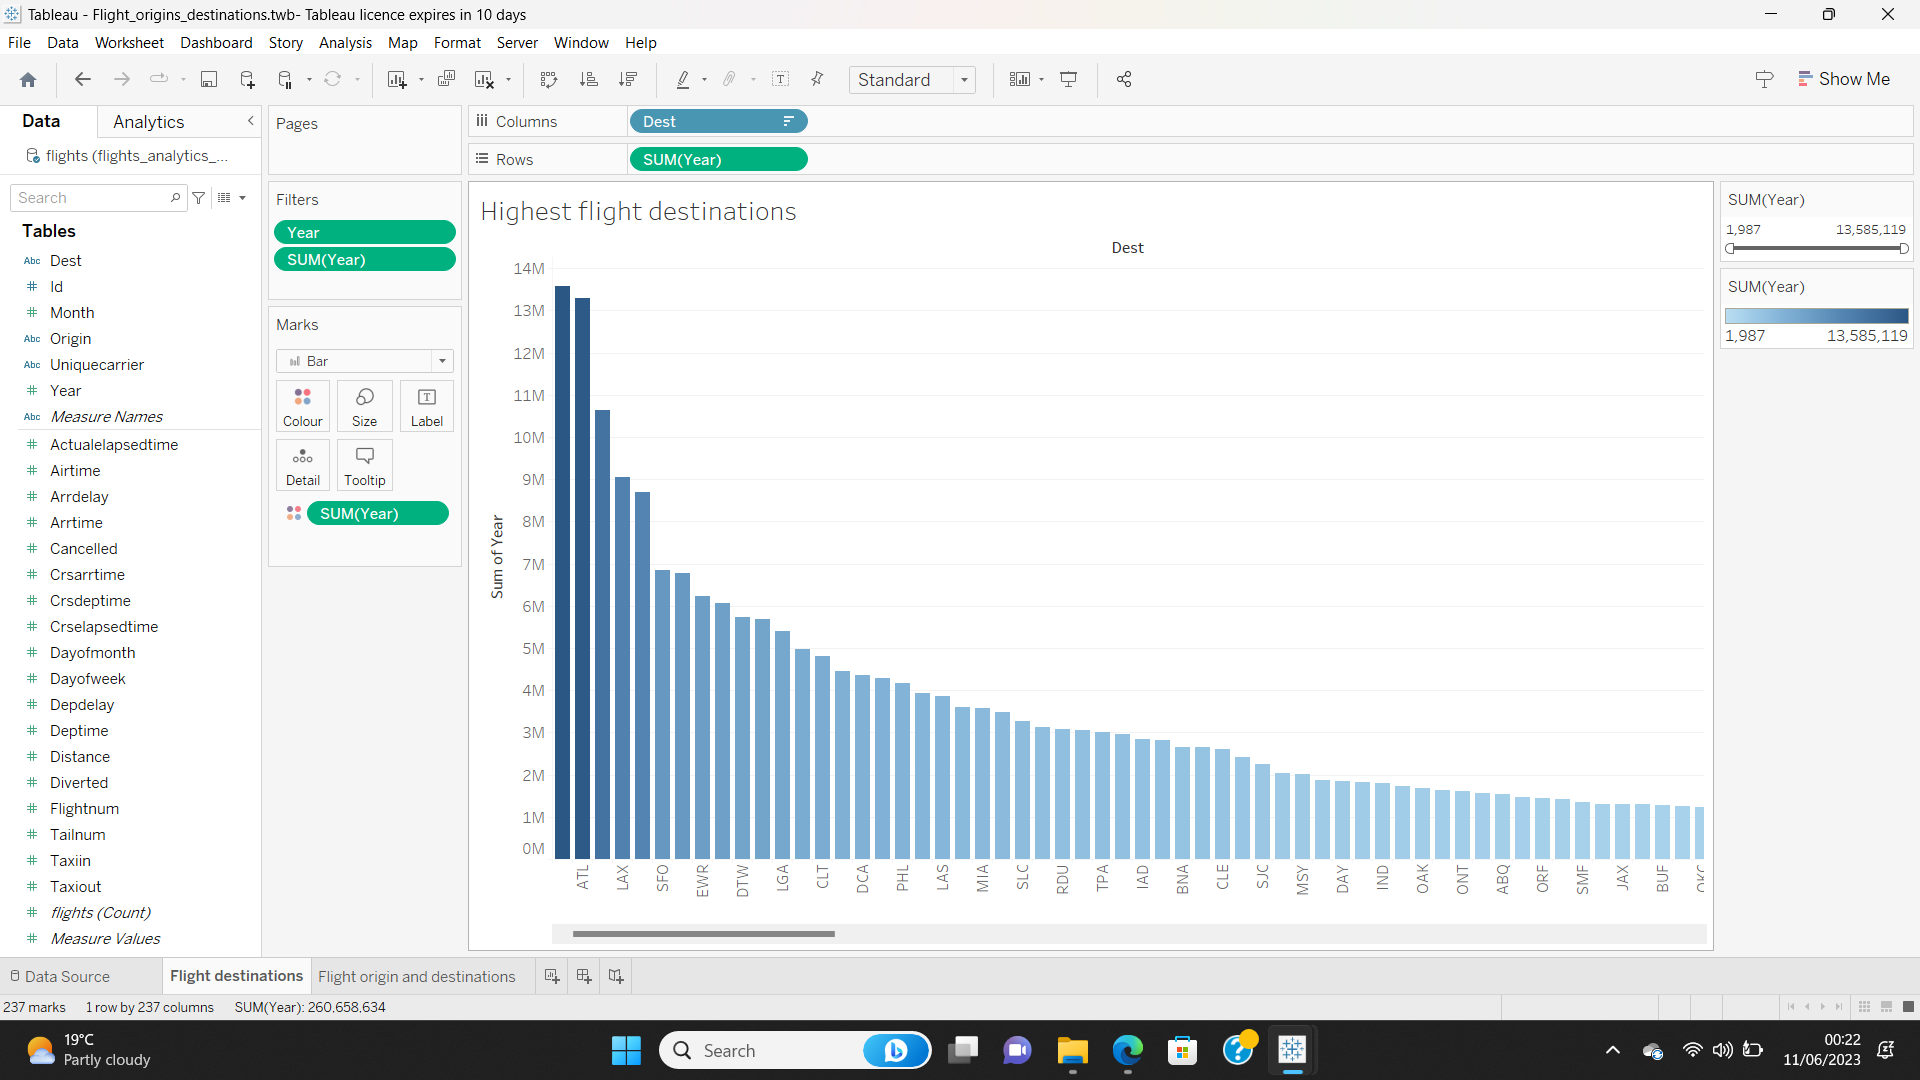 Tableau - Flight_origins_destinations.twb- Tableau licence expires in 10 days
File Data Worksheet Dashboard Story Analysis Map Format Server Window Help
Standard
Show Me
Data Analytics
flights (flights_analytics_...
Search
Tables
Abc Dest
Id
Month
Abc Origin
Abc Uniquecarrier
Year
Abc Measure Names
Actualelapsedtime
Airtime
Arrdelay
Arrtime
Cancelled
Crsarrtime
Crsdeptime
Crselapsedtime
Dayofmonth
Dayofweek
Depdelay
Deptime
Distance
Diverted
Flightnum
Tailnum
Taxiin
Taxiout
flights (Count)
Measure Values
Pages
Filters
Year
SUM(Year)
Marks
Bar
Colour Size Label
Detail Tooltip
SUM(Year)
Columns Dest
Rows SUM(Year)
Highest flight destinations
Dest
Sum of Year
14M
13M
12M
11M
10M
9M
8M
7M
6M
5M
4M
3M
2M
1M
0M
ATL LAX SFO EWR DTW LGA CLT DCA PHL LAS MIA SLC RDU TPA IAD BNA CLE SJC MSY DAY IND OAK ONT ABQ ORF SMF JAX BUF OKC
SUM(Year)
1,987 13,585,119
SUM(Year)
1,987 13,585,119
Data Source Flight destinations Flight origin and destinations
237 marks 1 row by 237 columns SUM(Year): 260,658,634
19°C
Partly cloudy
Search
00:22
11/06/2023